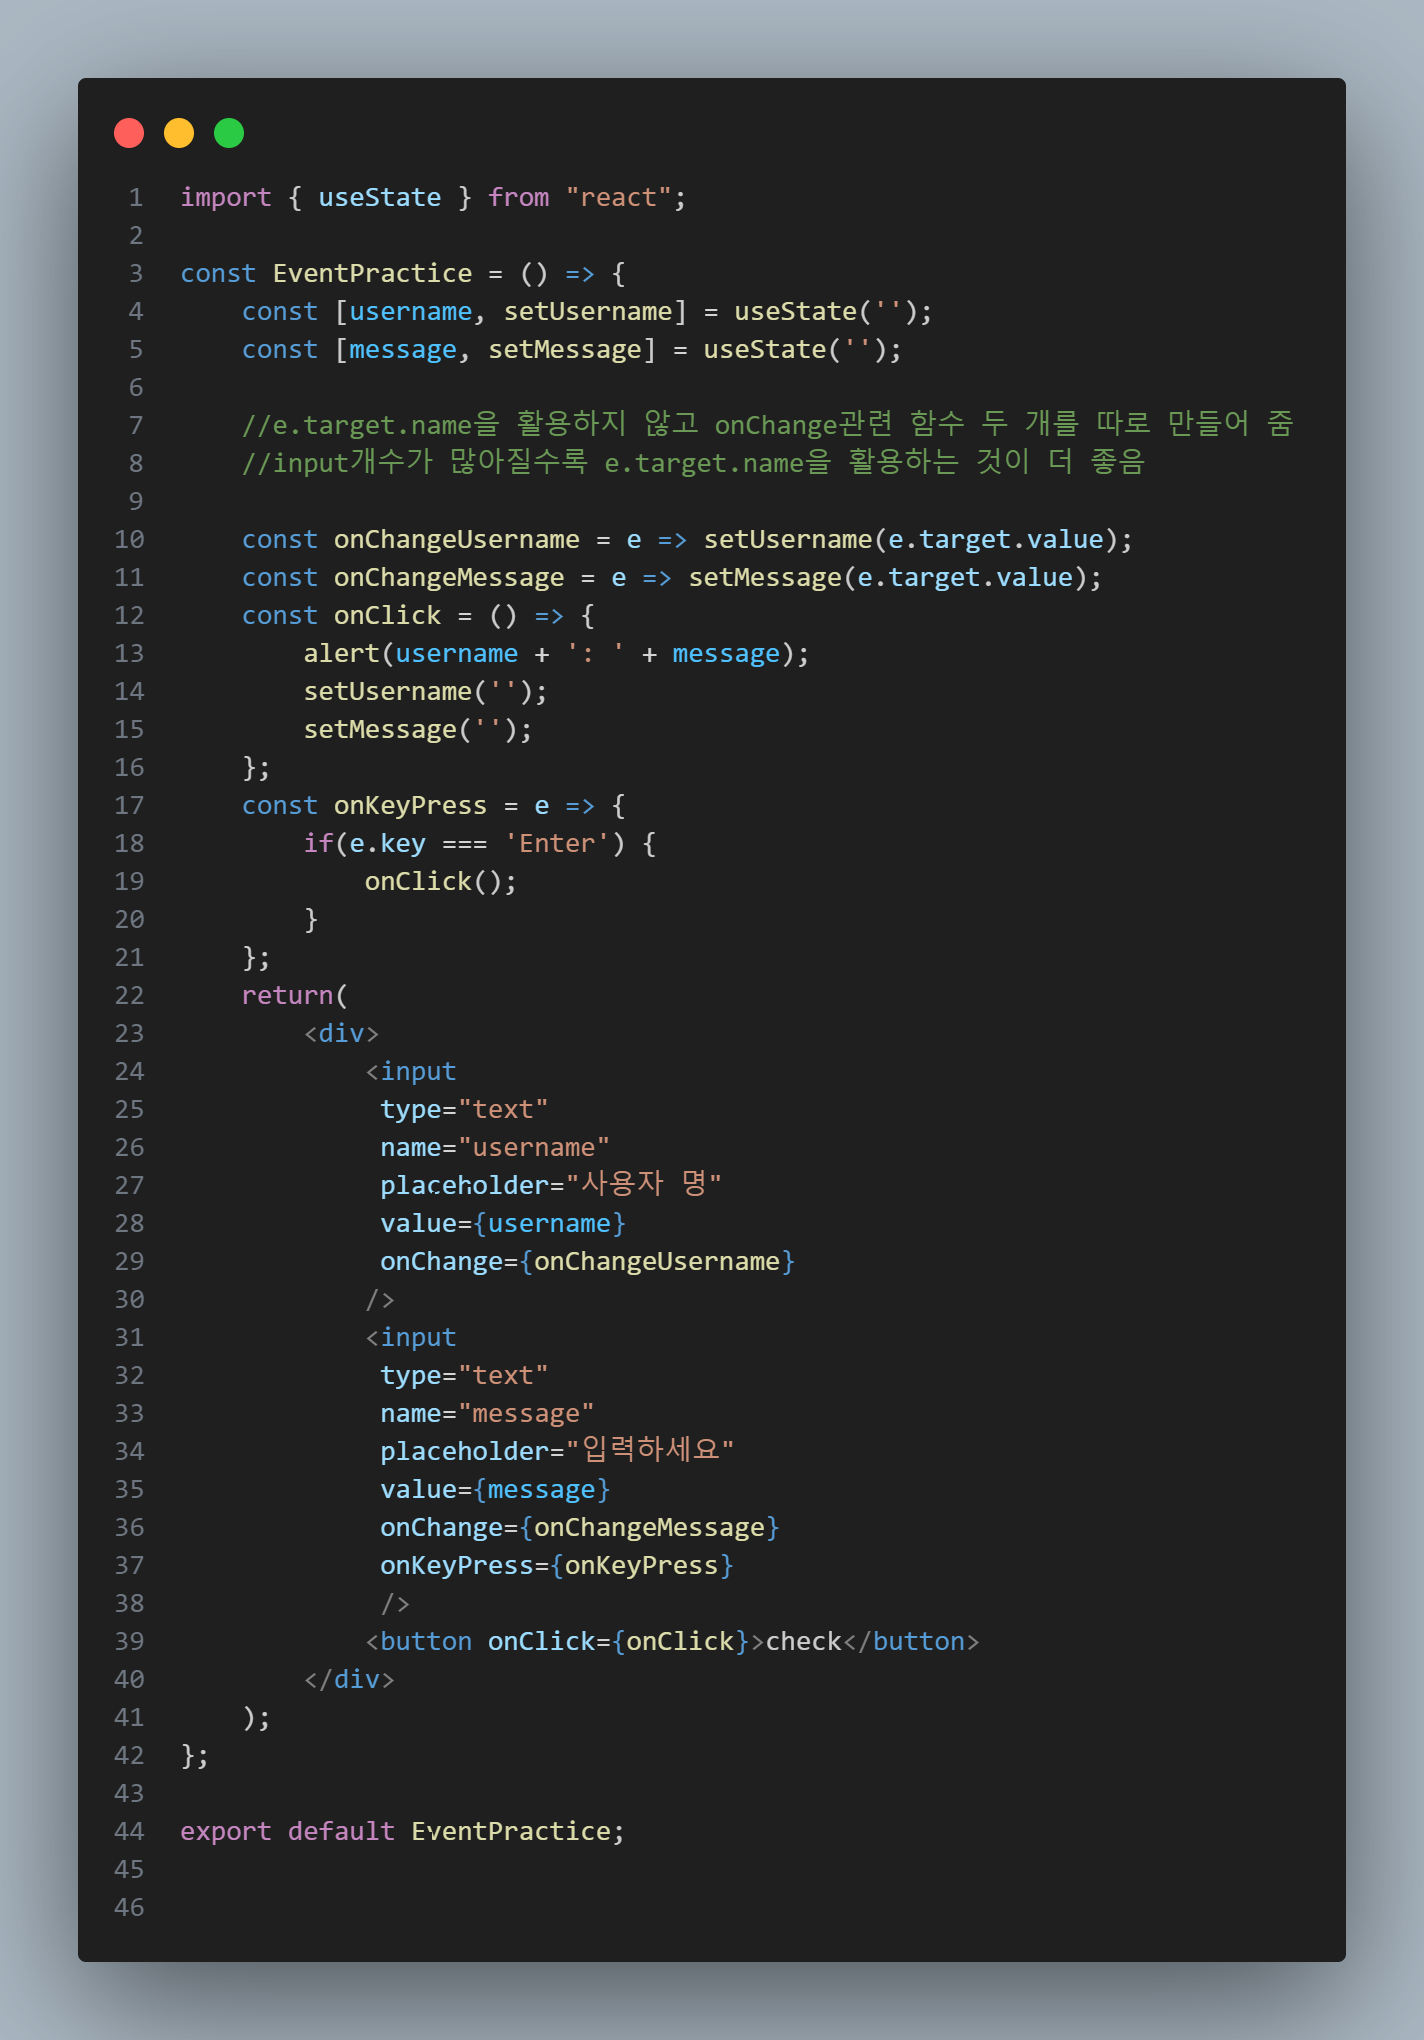 1 import { useState } from "react";
2
3 const EventPractice = () => {
4     const [username, setUsername] = useState('');
5     const [message, setMessage] = useState('');
6
7     //e.target.name을 활용하지 않고 onChange관련 함수 두 개를 따로 만들어 줌
8     //input개수가 많아질수록 e.target.name을 활용하는 것이 더 좋음
9
10     const onChangeUsername = e => setUsername(e.target.value);
11     const onChangeMessage = e => setMessage(e.target.value);
12     const onClick = () => {
13         alert(username + ': ' + message);
14         setUsername('');
15         setMessage('');
16     };
17     const onKeyPress = e => {
18         if(e.key === 'Enter') {
19             onClick();
20         }
21     };
22     return(
23         <div>
24             <input
25              type="text"
26              name="username"
27              placeholder="사용자 명"
28              value={username}
29              onChange={onChangeUsername}
30             />
31             <input
32              type="text"
33              name="message"
34              placeholder="입력하세요"
35              value={message}
36              onChange={onChangeMessage}
37              onKeyPress={onKeyPress}
38              />
39             <button onClick={onClick}>check</button>
40         </div>
41     );
42 };
43
44 export default EventPractice;
45
46